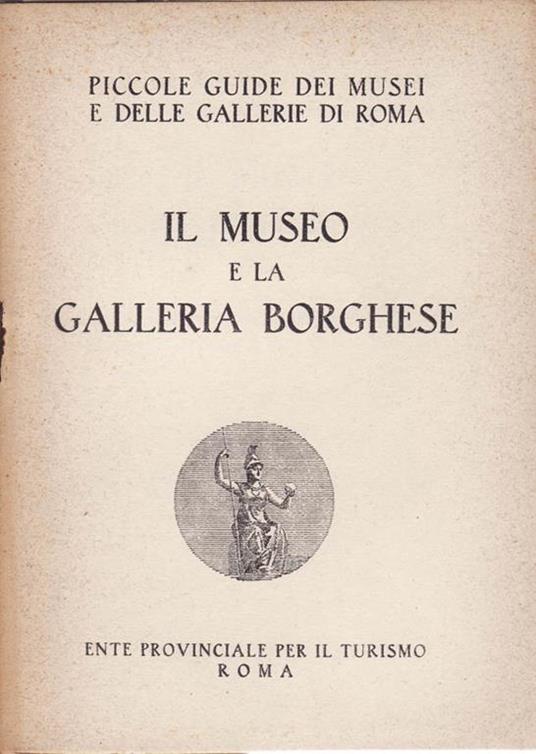 PICCOLE GUIDE DEI MUSEI
E DELLE GALLERIE DI ROMA
IL MUSEO
E LA
GALLERIA BORGHESE
ENTE PROVINCIALE PER IL TURISMO
ROMA